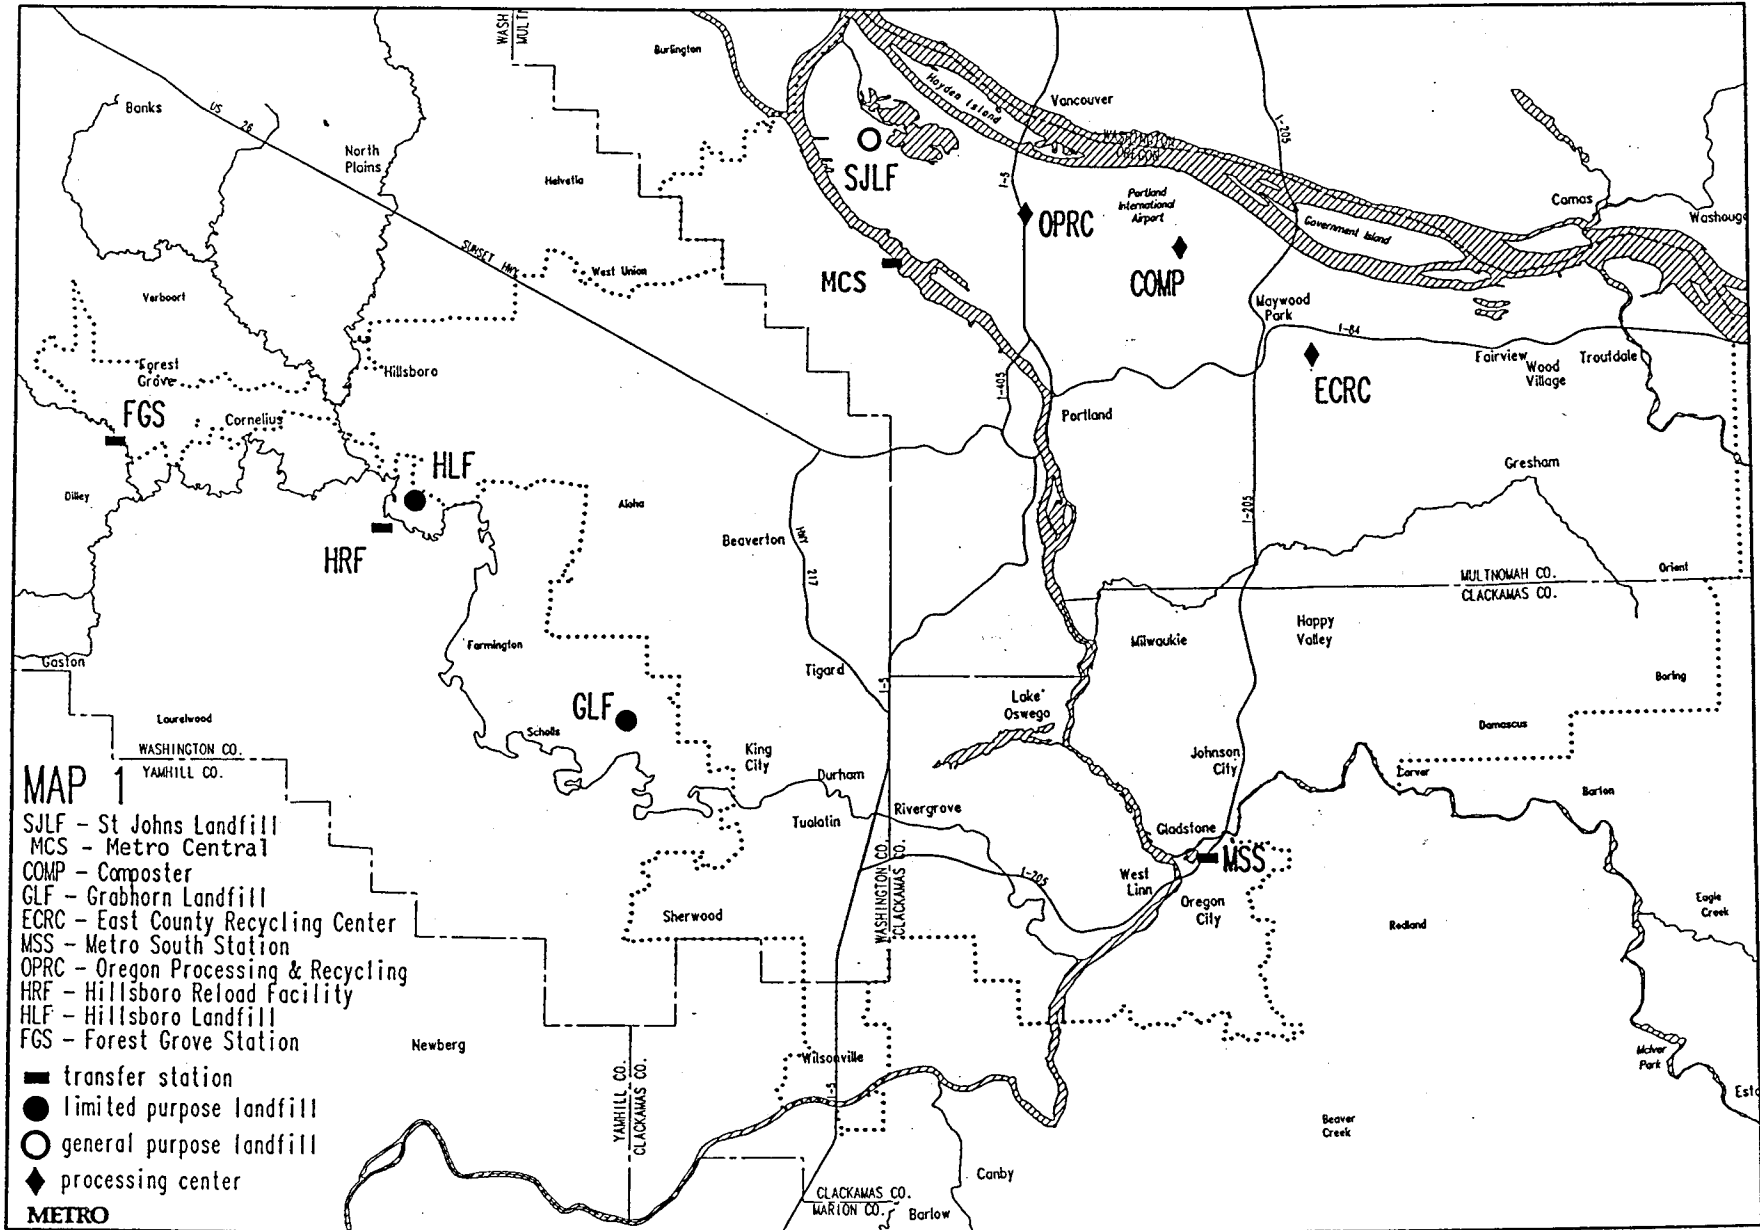 WASH
MULT
Burlington
Hayden Island
Vancouver
I-205
Banks
US
26
North
Plains
Helvetia
SJLF
WASHINGTON
OREGON
I-5
Portland
International
Airport
OPRC
Camas
Washouga
Government Island
SUNSET HWY
West Union
MCS
COMP
Verboort
Maywood
Park
I-84
Forest
Grove
Hillsboro
I-405
Fairview
Wood
Village
Troutdale
ECRC
FGS
Cornelius
Portland
HLF
Gresham
Dilley
Aloha
I-205
Beaverton
HWY
217
HRF
MULTNOMAH CO.
CLACKAMAS CO.
Orient
Happy
Valley
Milwaukie
Farmington
Gaston
Tigard
I-5
Boring
Lake
Oswego
GLF
Laurelwood
Scholls
Damascus
WASHINGTON CO.
YAMHILL CO.
King
City
Johnson
City
Durham
Carver
Barton
Rivergrove
Tualatin
Gladstone
MSS
West
Linn
I-205
Oregon
City
WASHINGTON CO.
CLACKAMAS CO.
Sherwood
Redland
Eagle
Creek
Newberg
Wilsonville
McIver
Park
I-5
YAMHILL CO.
CLACKAMAS CO.
Esta
Beaver
Creek
Canby
CLACKAMAS CO.
MARION CO.
Barlow
MAP 1
SJLF - St Johns Landfill
MCS - Metro Central
COMP - Composter
GLF - Grabhorn Landfill
ECRC - East County Recycling Center
MSS - Metro South Station
OPRC - Oregon Processing & Recycling
HRF - Hillsboro Reload Facility
HLF - Hillsboro Landfill
FGS - Forest Grove Station
transfer station
limited purpose landfill
general purpose landfill
processing center
METRO